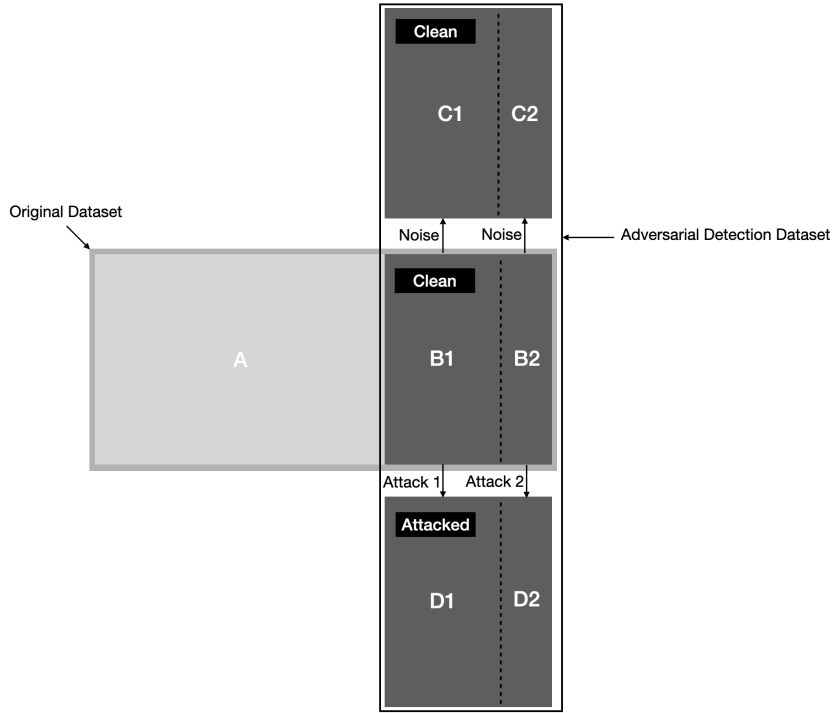 Clean
C1
C2
Original Dataset
Noise
Noise
Adversarial Detection Dataset
Clean
A
B1
B2
Attack 1
Attack 2
Attacked
D1
D2